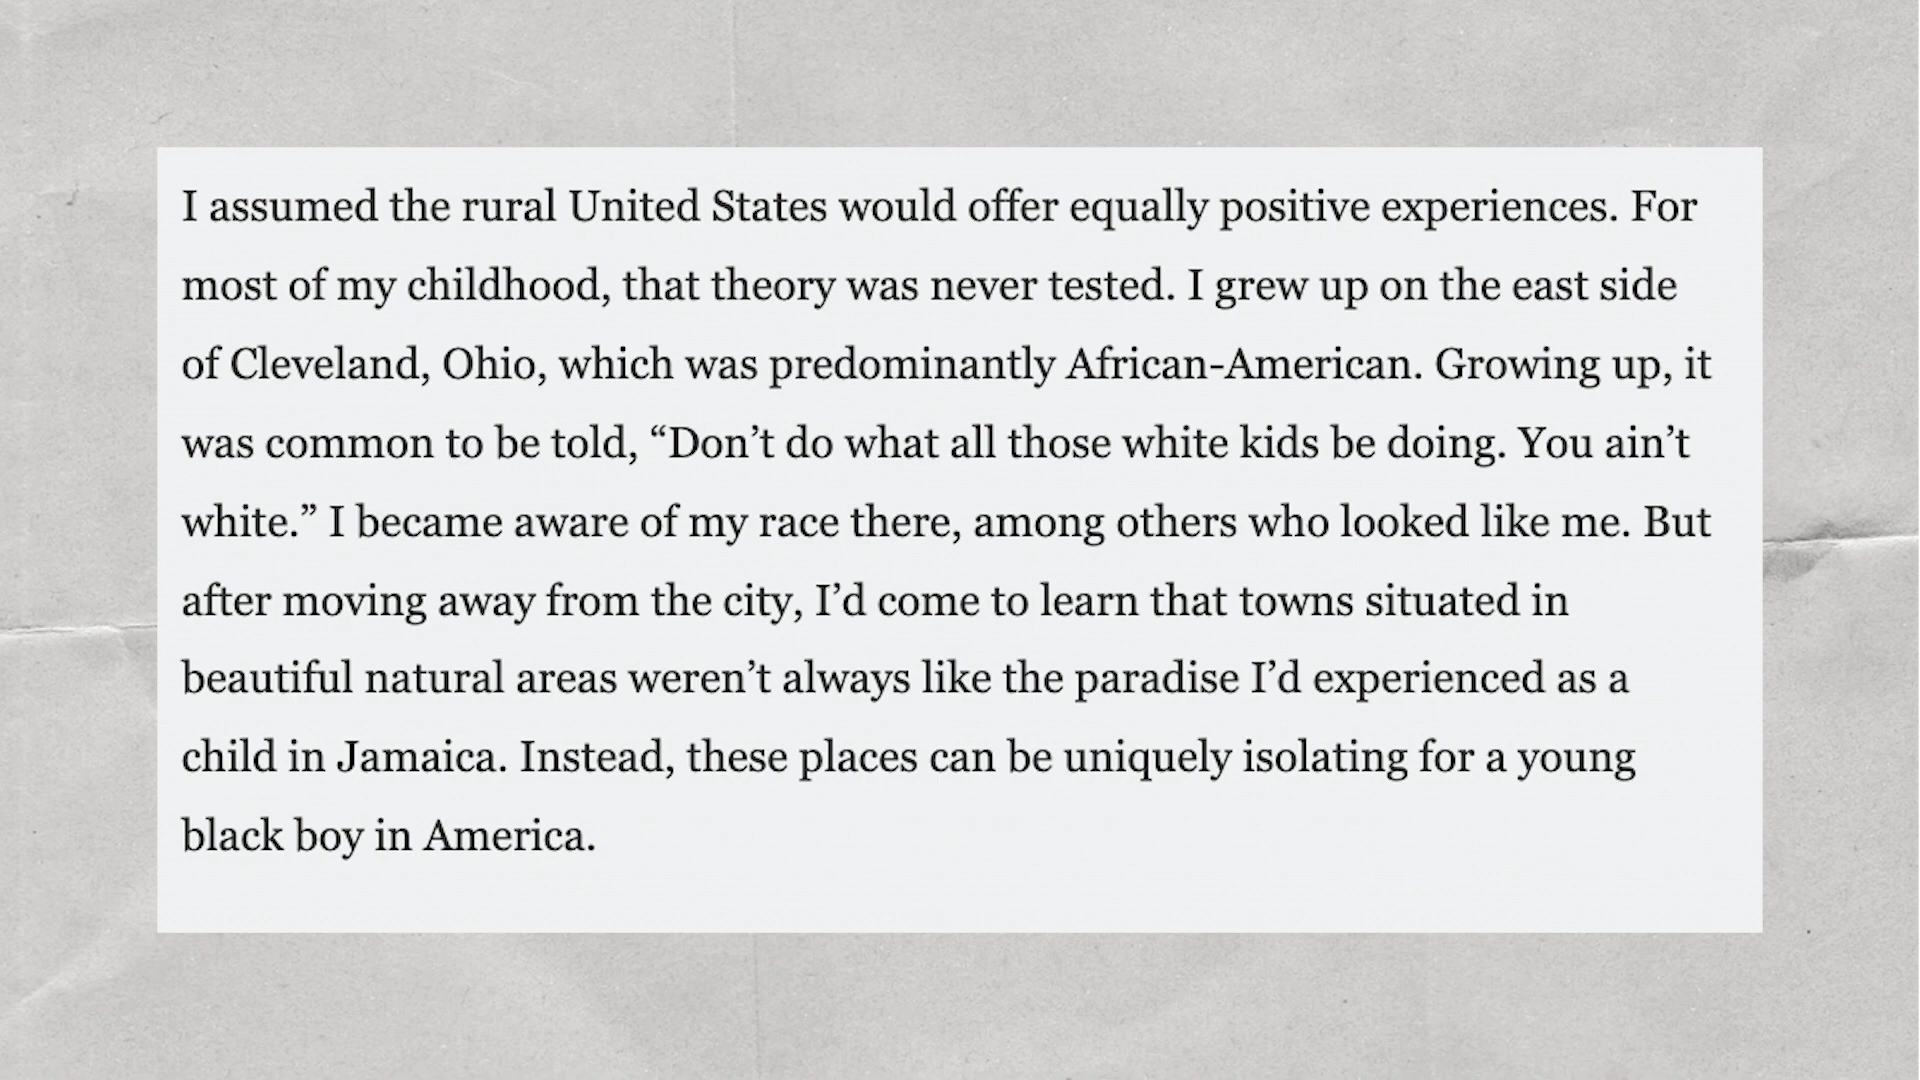 I assumed the rural United States would offer equally positive experiences. For
most of my childhood, that theory was never tested. I grew up on the east side
of Cleveland, Ohio, which was predominantly African-American. Growing up, it
was common to be told, “Don’t do what all those white kids be doing. You ain’t
white.” I became aware of my race there, among others who looked like me. But
after moving away from the city, I’d come to learn that towns situated in
beautiful natural areas weren’t always like the paradise I’d experienced as a
child in Jamaica. Instead, these places can be uniquely isolating for a young
black boy in America.